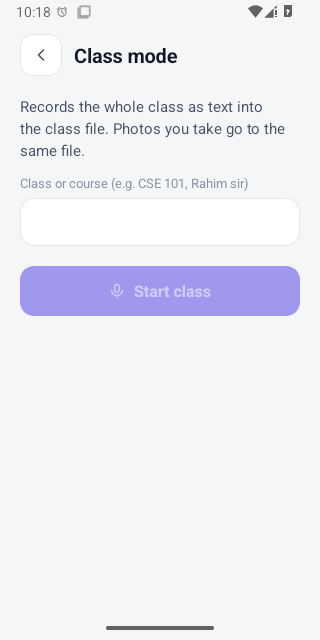 10:18
Class mode
Records the whole class as text into
the class file. Photos you take go to the
same file.
Class or course (e.g. CSE 101, Rahim sir)
Start class